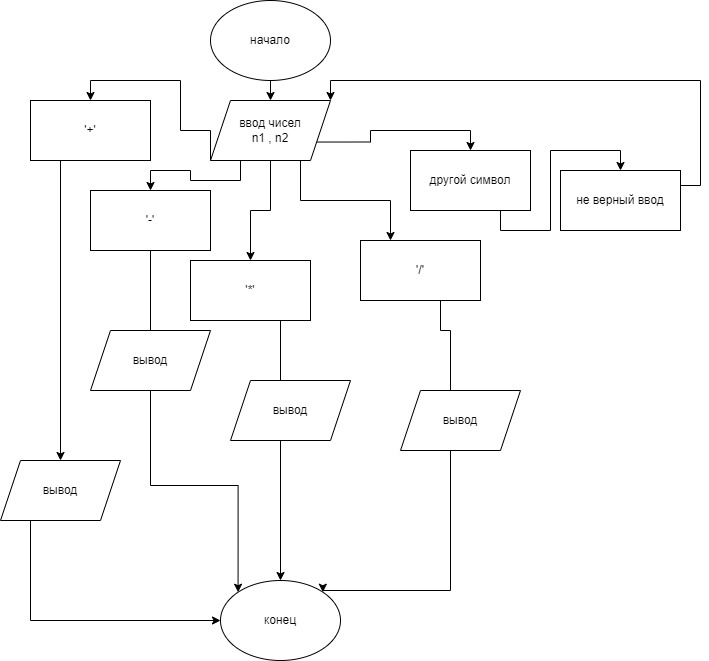 начало
ввод чисел
n1 , n2
'+'
другой символ
не верный ввод
'-'
'*'
'/'
вывод
вывод
вывод
вывод
конец